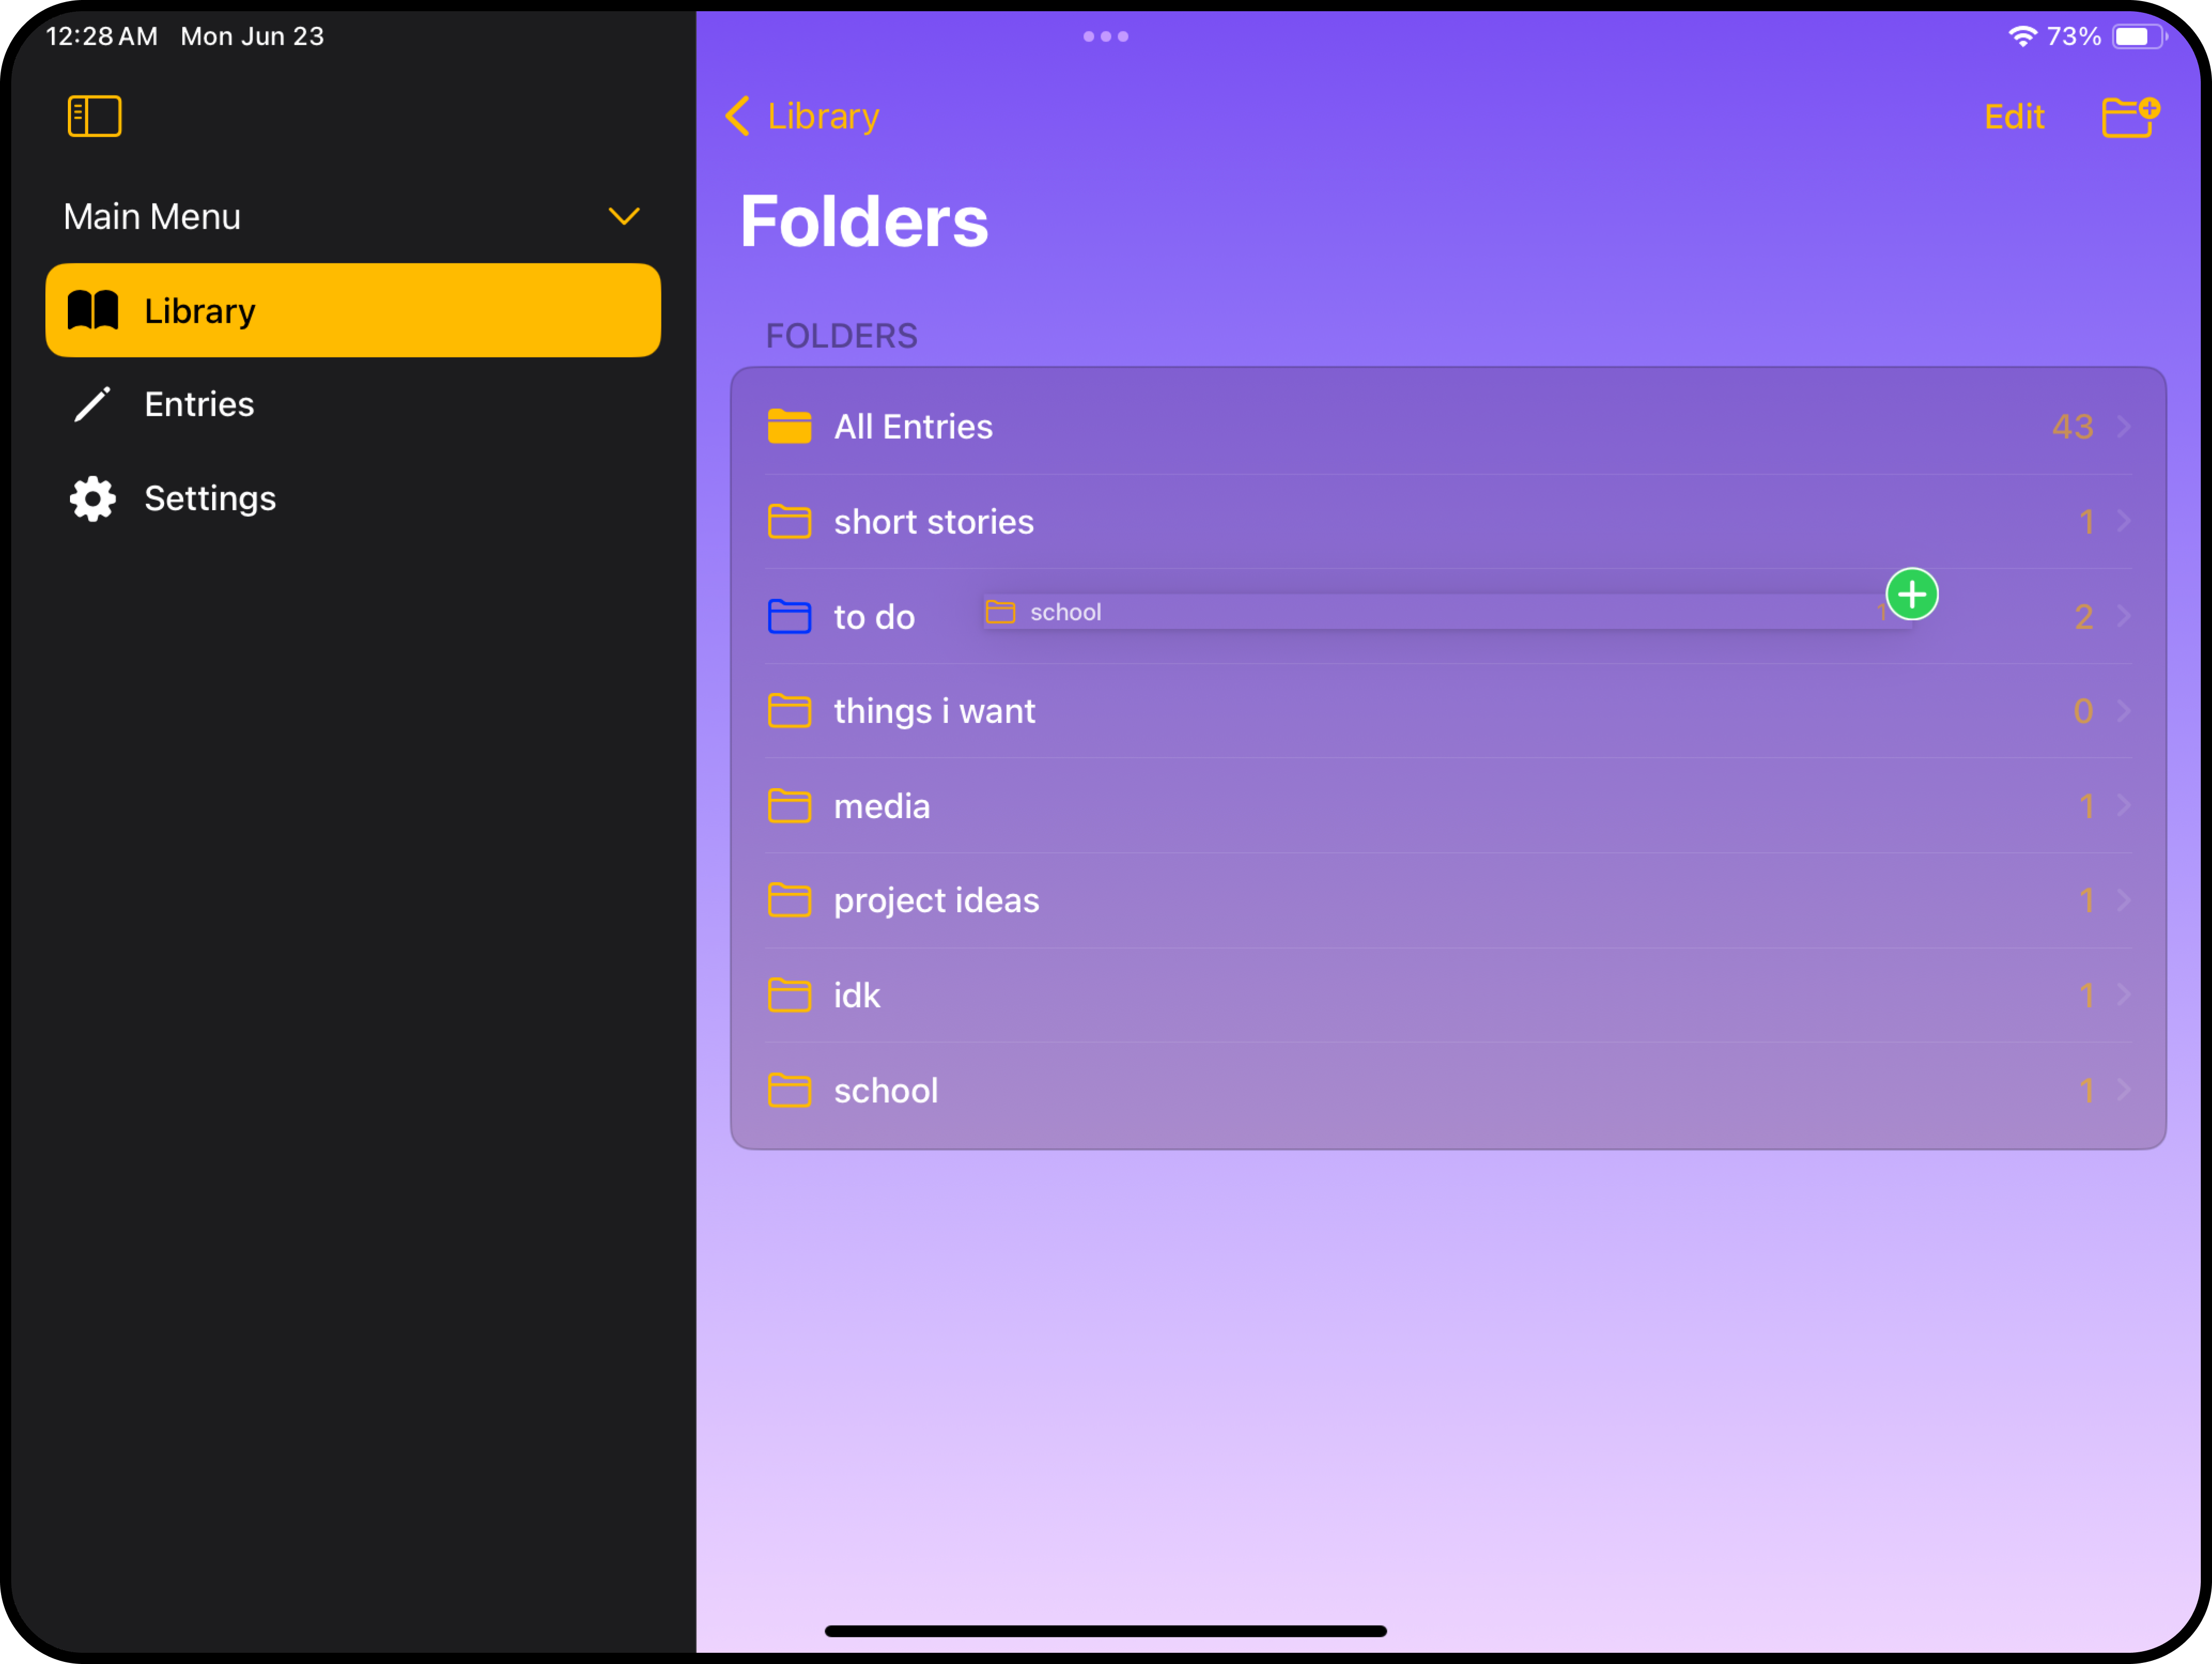 12:28 AM Mon Jun 23
73%
Main Menu
Library
Entries
Settings
Library
Edit
Folders
FOLDERS
All Entries 43
short stories 1
to do 2
school 1
things i want 0
media 1
project ideas 1
idk 1
school 1